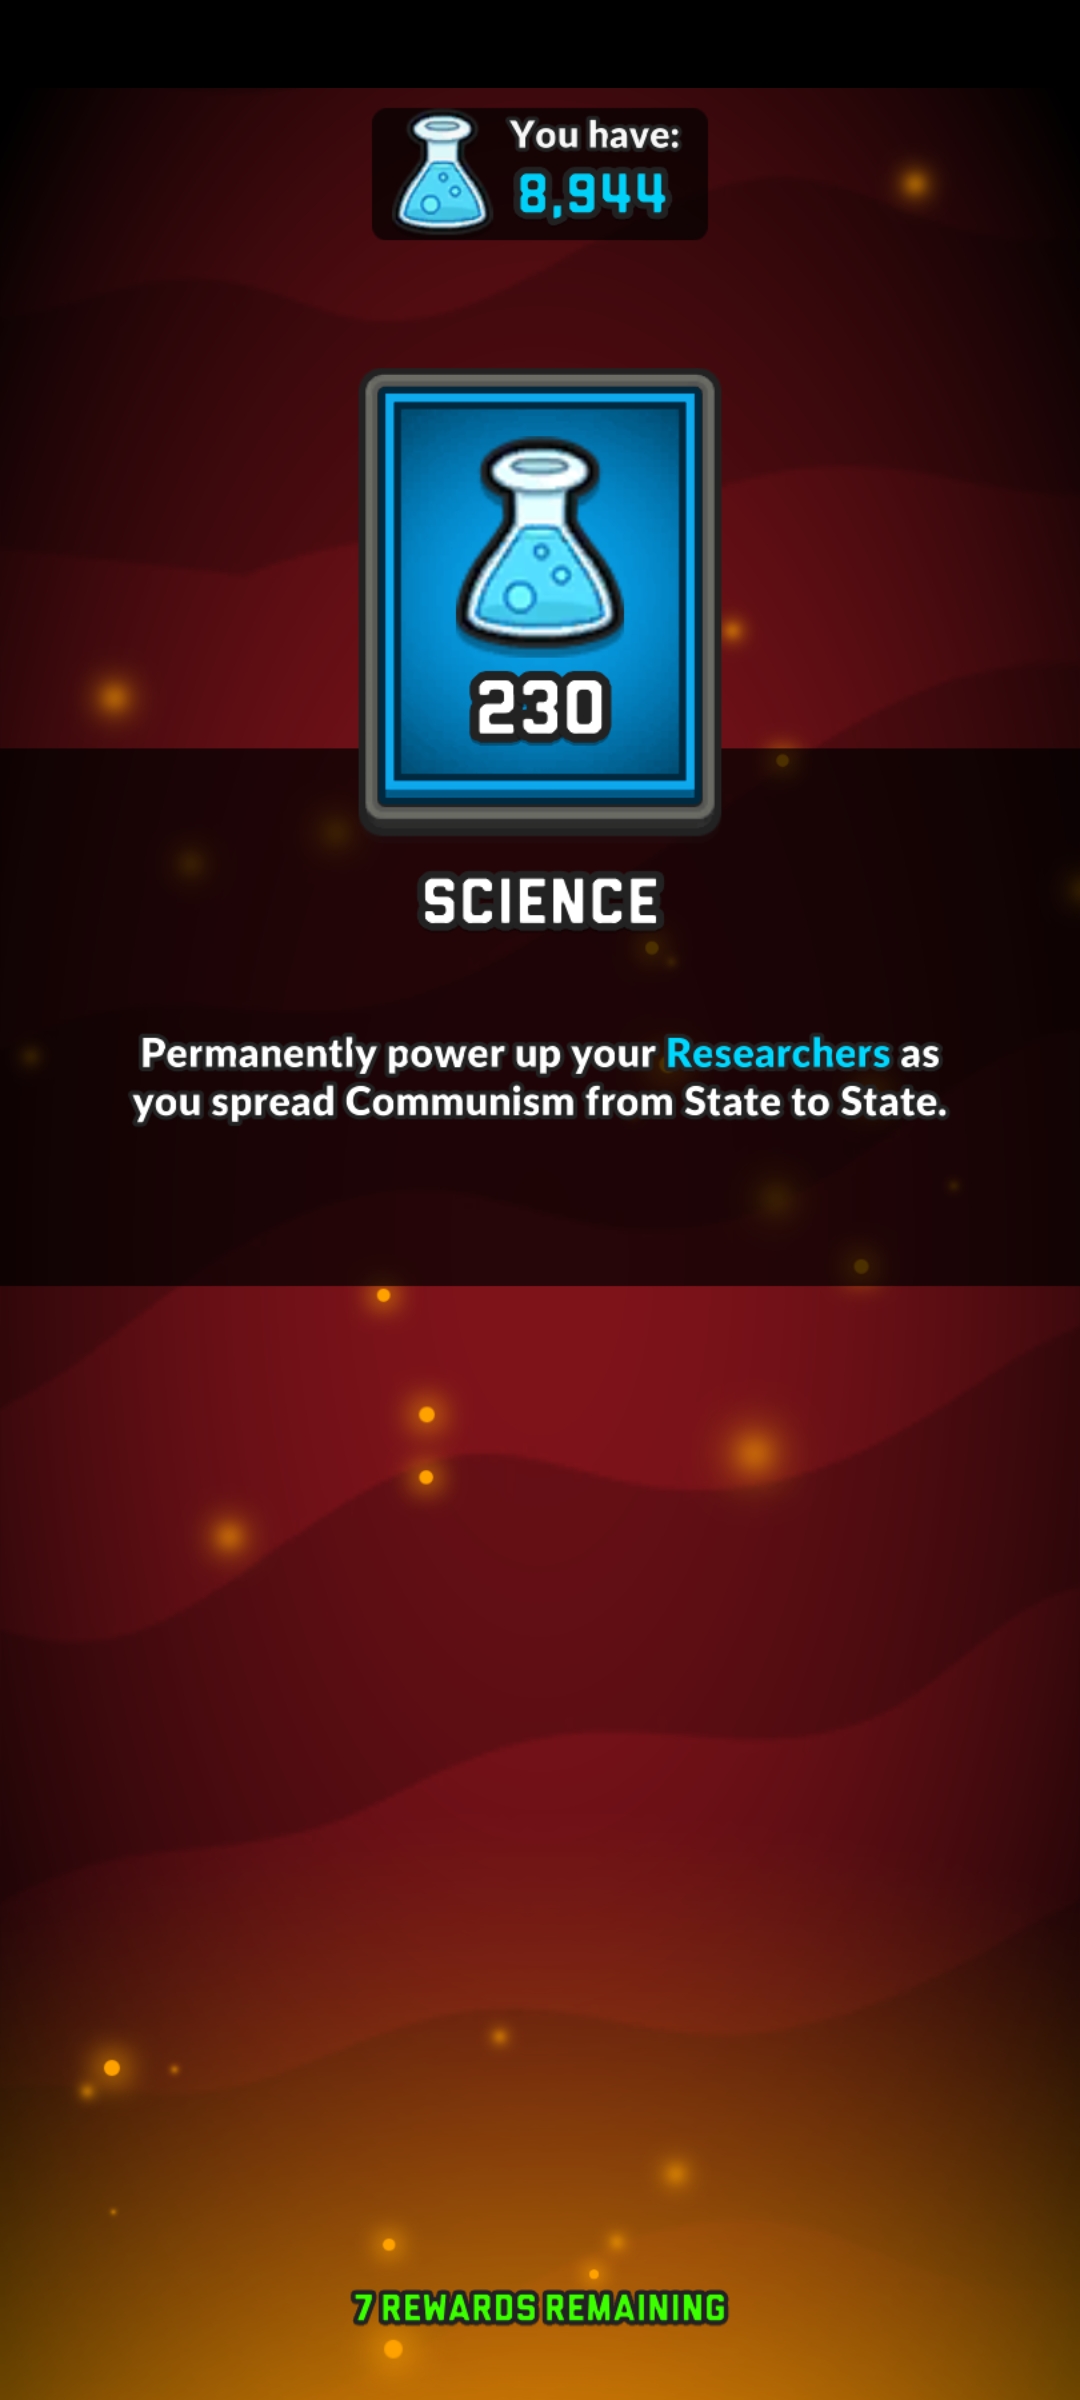 You have:
8,944
230
SCIENCE
Permanently power up your Researchers as
you spread Communism from State to State.
7 REWARDS REMAINING